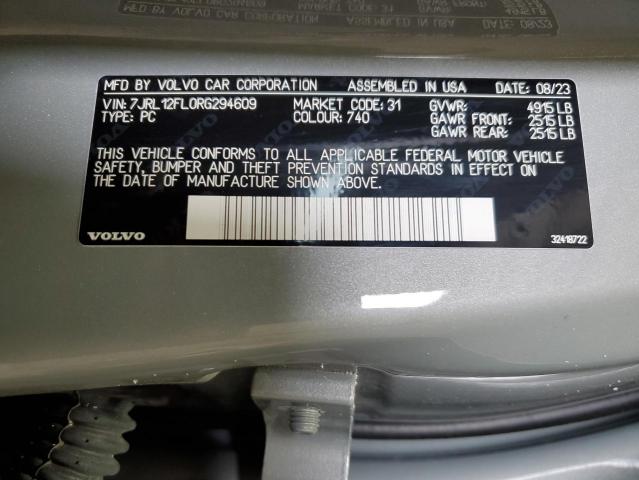 MFD BY VOLVO CAR CORPORATION ASSEMBLED IN USA DATE: 08/23
VIN: 7JRL12FL0RG294609 MARKET CODE: 31 GVWR: 4915 LB
TYPE: PC COLOUR: 740 GAWR FRONT: 2515 LB
GAWR REAR: 2515 LB
THIS VEHICLE CONFORMS TO ALL APPLICABLE FEDERAL MOTOR VEHICLE
SAFETY, BUMPER AND THEFT PREVENTION STANDARDS IN EFFECT ON
THE DATE OF MANUFACTURE SHOWN ABOVE.
VOLVO 32418722